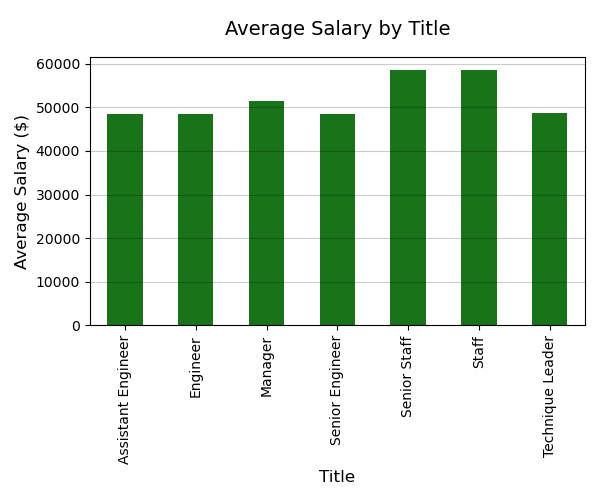 Average Salary by Title
Average Salary ($)
60000
50000
40000
30000
20000
10000
0
Assistant Engineer
Engineer
Manager
Senior Engineer
Senior Staff
Staff
Technique Leader
Title